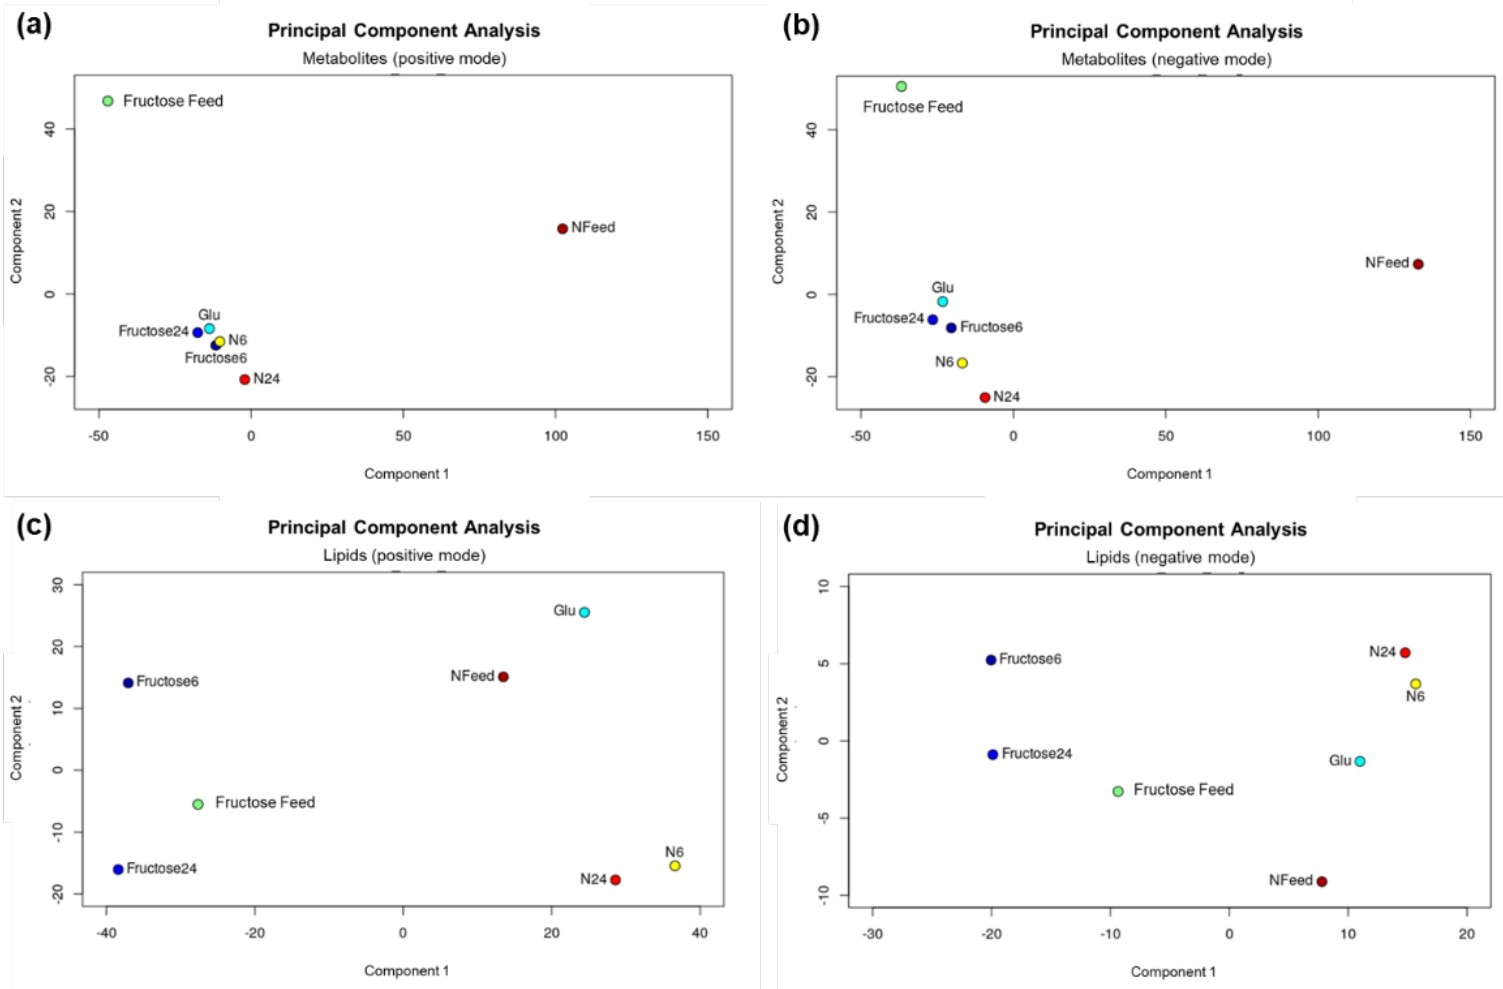 (a)
Principal Component Analysis
Metabolites (positive mode)
Fructose Feed
NFeed
Glu
Fructose24
N6
Fructose6
N24
Component 2
40
20
0
-20
-50
0
50
100
150
Component 1
(b)
Principal Component Analysis
Metabolites (negative mode)
Fructose Feed
NFeed
Glu
Fructose24
Fructose6
N6
N24
Component 2
40
20
0
-20
-50
0
50
100
150
Component 1
(c)
Principal Component Analysis
Lipids (positive mode)
Glu
NFeed
Fructose6
Fructose Feed
N6
Fructose24
N24
Component 2
30
20
10
0
-10
-20
-40
-20
0
20
40
Component 1
(d)
Principal Component Analysis
Lipids (negative mode)
N24
Fructose6
N6
Fructose24
Glu
Fructose Feed
NFeed
Component 2
10
5
0
-5
-10
-30
-20
-10
0
10
20
Component 1